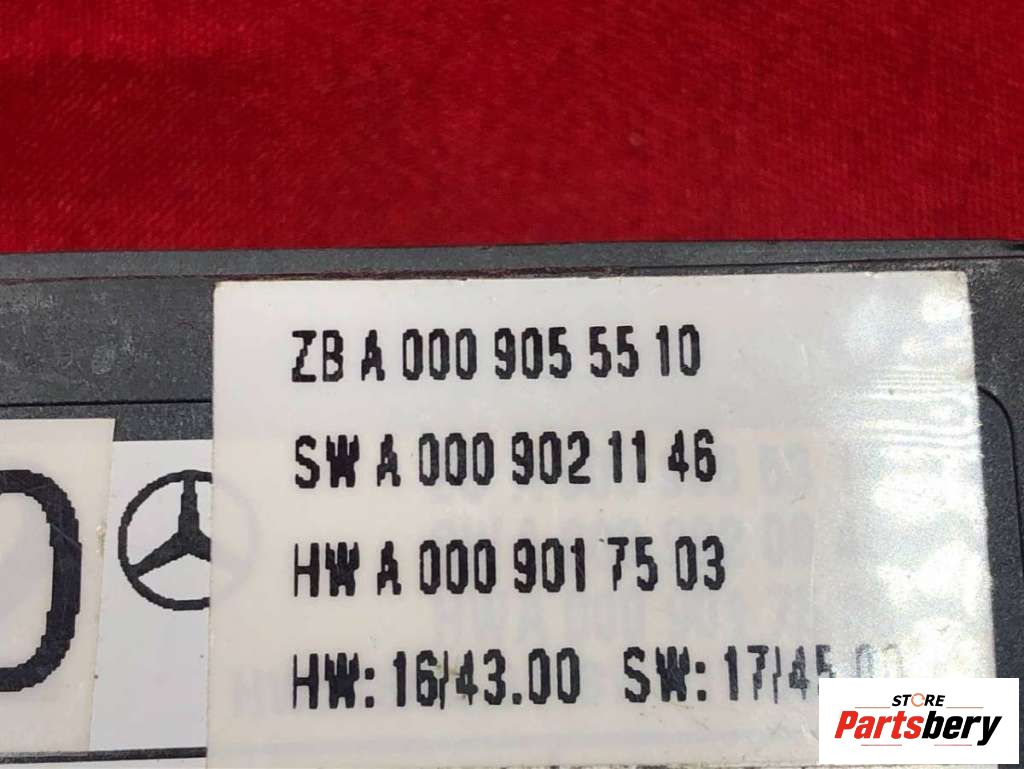 ZB A 000 905 55 10
SW A 000 902 11 46
HW A 000 901 75 03
HW: 16/43.00 SW: 17/45.00
STORE
Partsbery